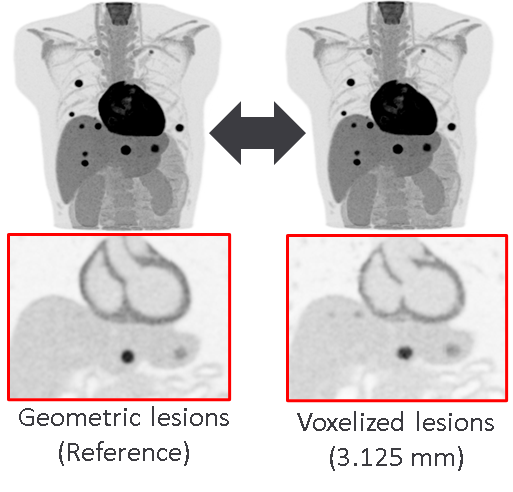 Geometric lesions
(Reference)
Voxelized lesions
(3.125 mm)